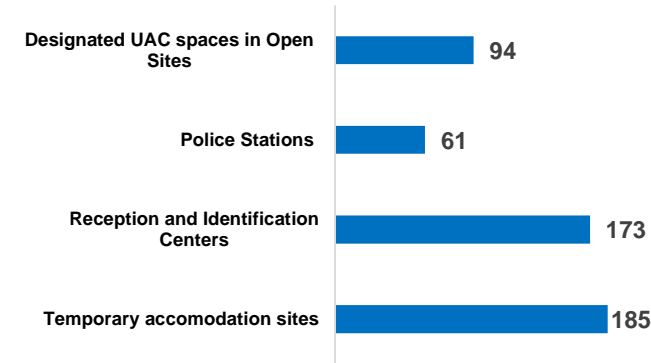 Designated UAC spaces in Open
Sites
94
Police Stations
61
Reception and Identification
Centers
173
Temporary accomodation sites
185